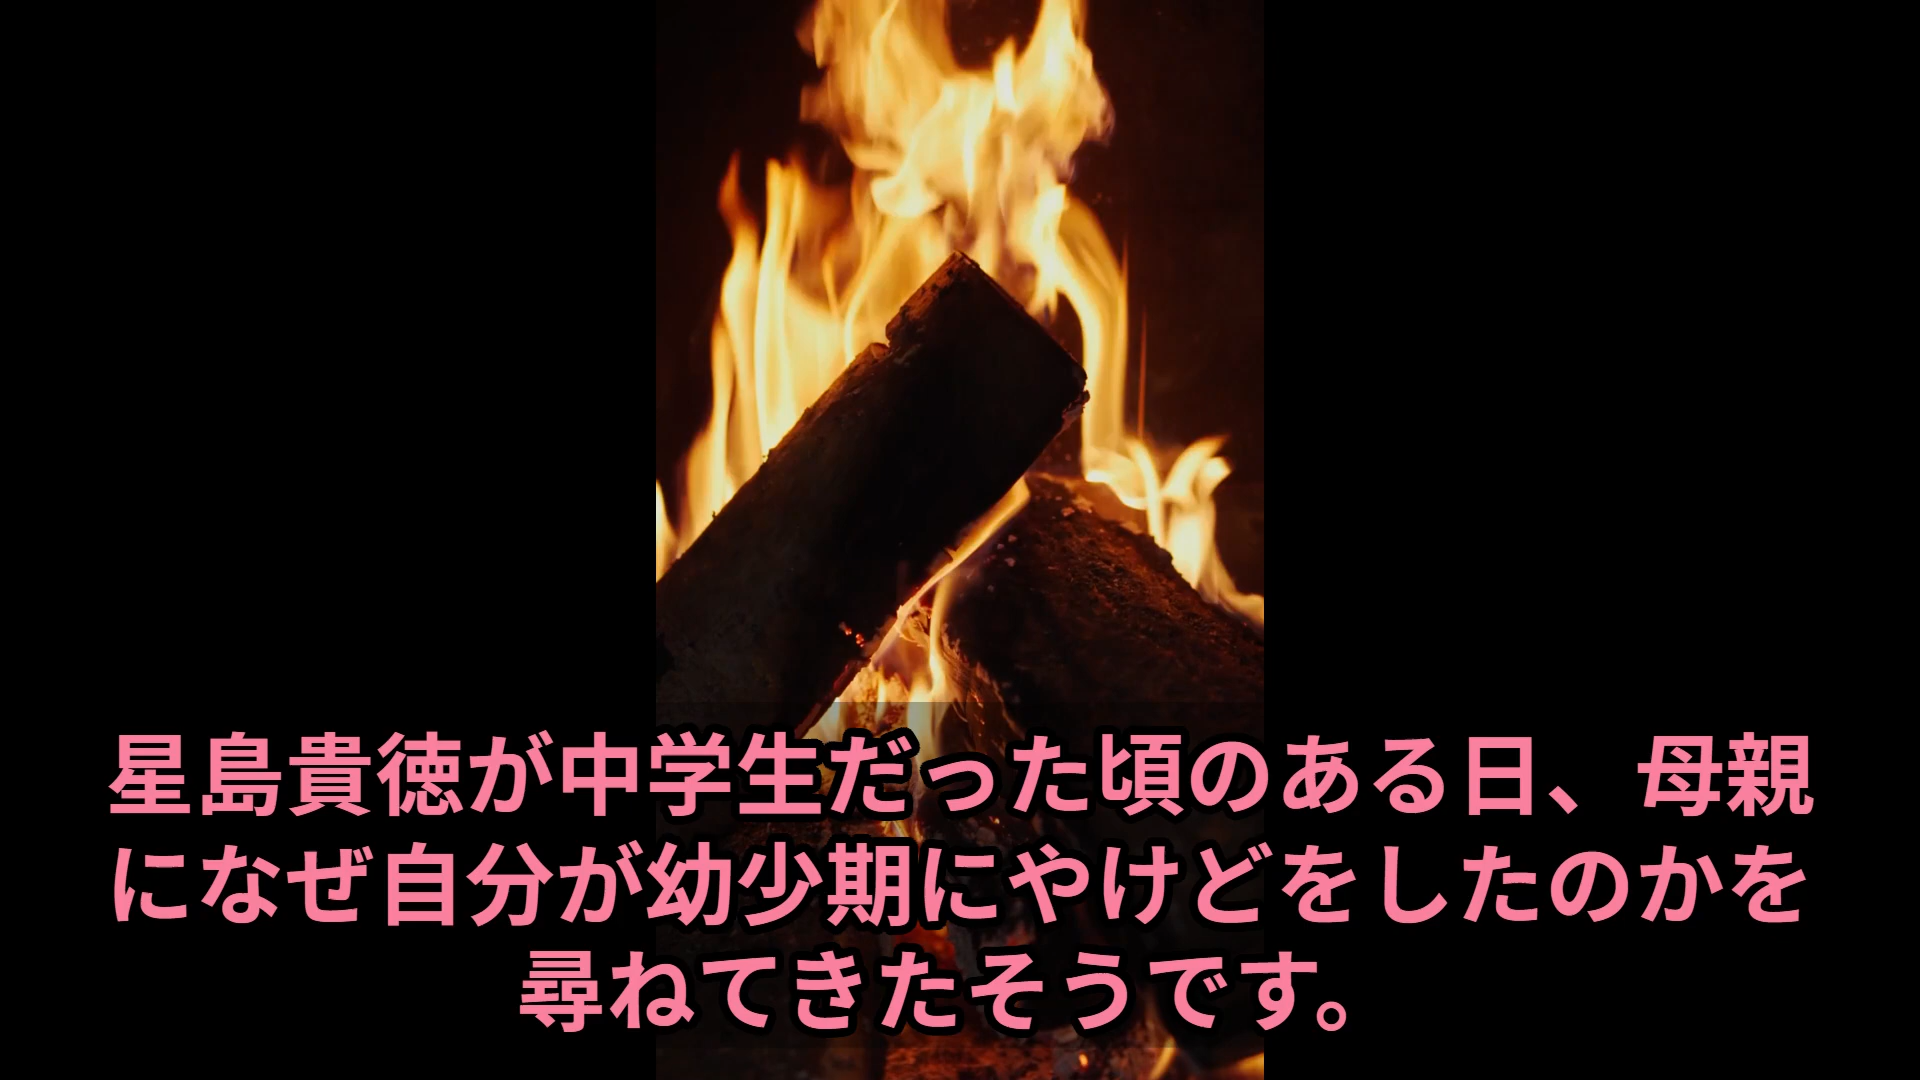 星島貴徳が中学生だった頃のある日、母親
になぜ自分が幼少期にやけどをしたのかを
尋ねてきたそうです。